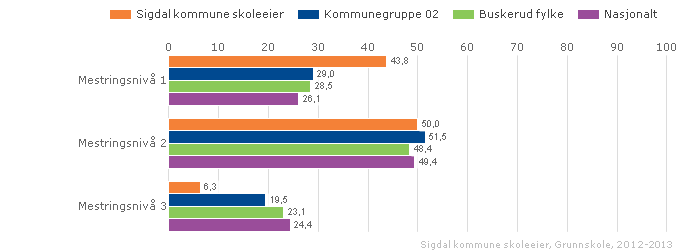 Sigdal kommune skoleeier Kommunegruppe 02 Buskerud fylke Nasjonalt
0 10 20 30 40 50 60 70 80 90 100
Mestringsnivå 1
43,8
29,0
28,5
26,1
Mestringsnivå 2
50,0
51,5
48,4
49,4
Mestringsnivå 3
6,3
19,5
23,1
24,4
Sigdal kommune skoleeier, Grunnskole, 2012-2013